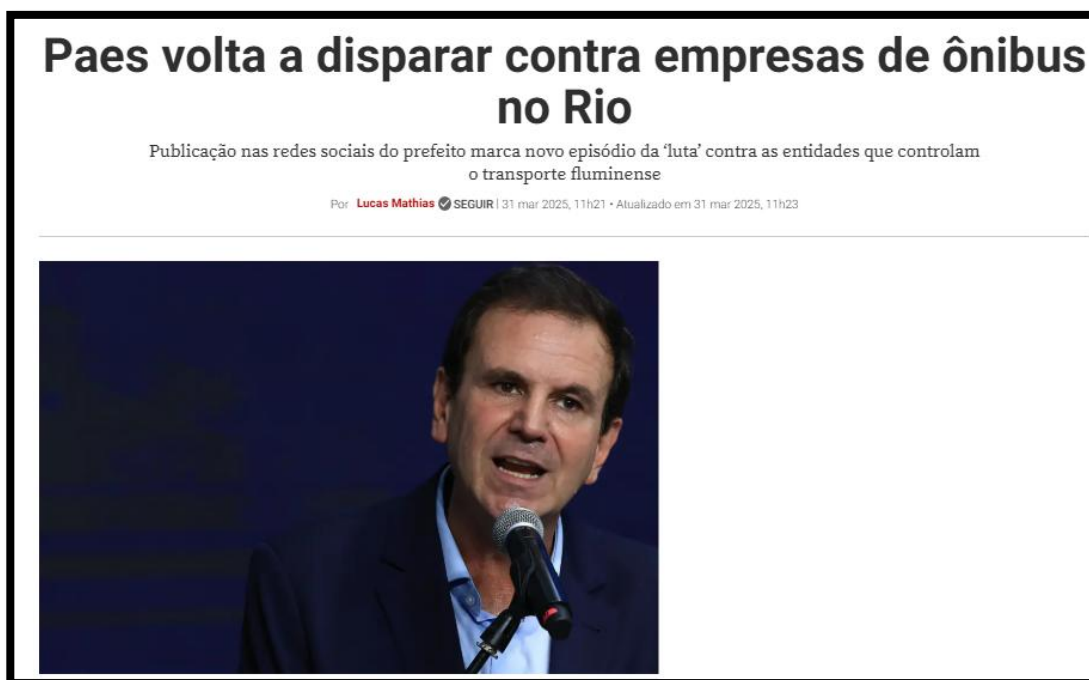 Paes volta a disparar contra empresas de ônibus
no Rio
Publicação nas redes sociais do prefeito marca novo episódio da ‘luta’ contra as entidades que controlam
o transporte fluminense
Por Lucas Mathias SEGUIR | 31 mar 2025, 11h21 • Atualizado em 31 mar 2025, 11h23